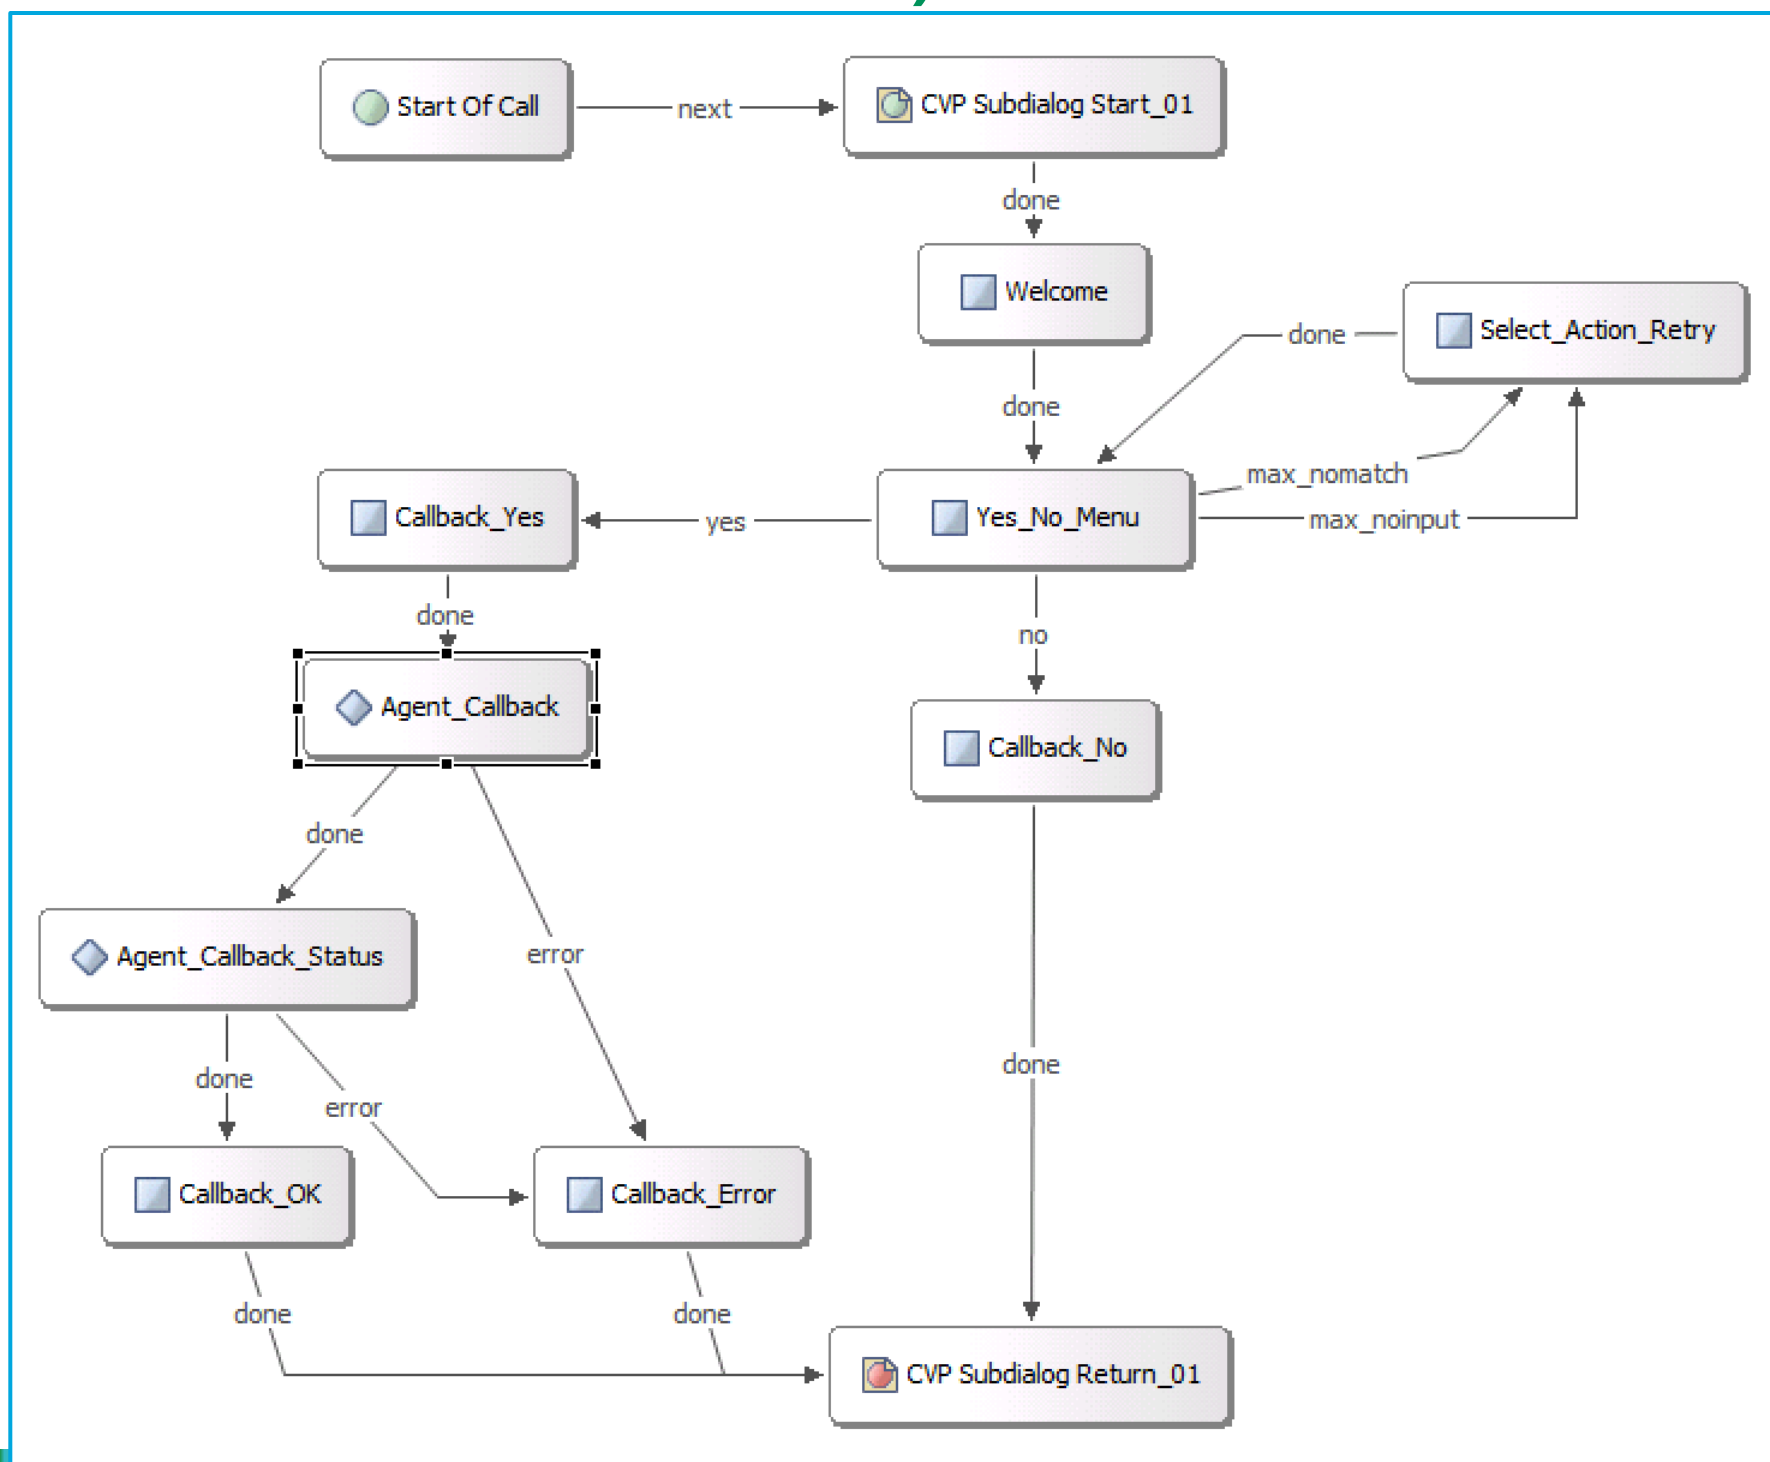 Start Of Call
next
CVP Subdialog Start_01
done
Welcome
done
Select_Action_Retry
done
max_nomatch
Callback_Yes
yes
Yes_No_Menu
max_noinput
done
no
Agent_Callback
Callback_No
done
Agent_Callback_Status
error
done
done
error
Callback_OK
Callback_Error
done
done
CVP Subdialog Return_01